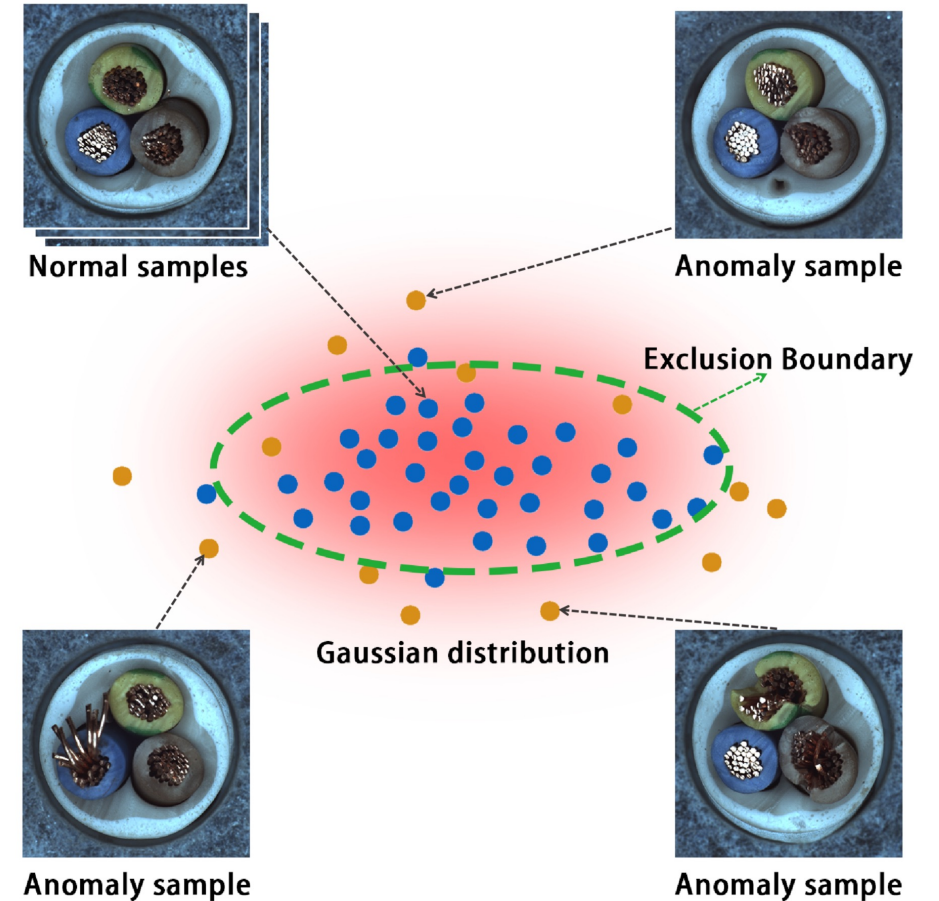 Normal samples
Anomaly sample
Exclusion Boundary
Gaussian distribution
Anomaly sample
Anomaly sample